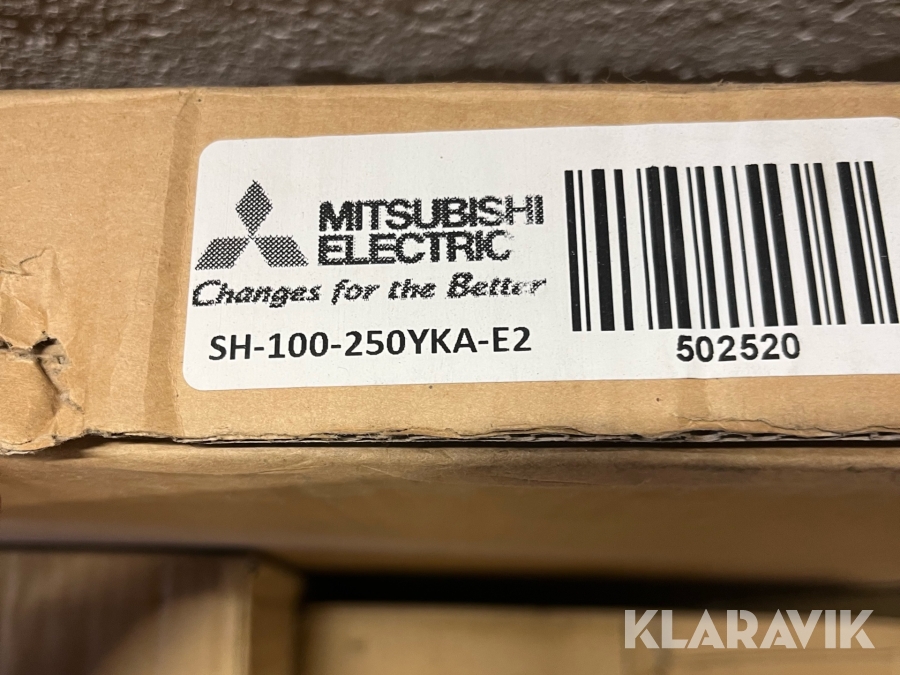 MITSUBISHI
ELECTRIC
Changes for the Better
SH-100-250YKA-E2
502520
KLARAVIK